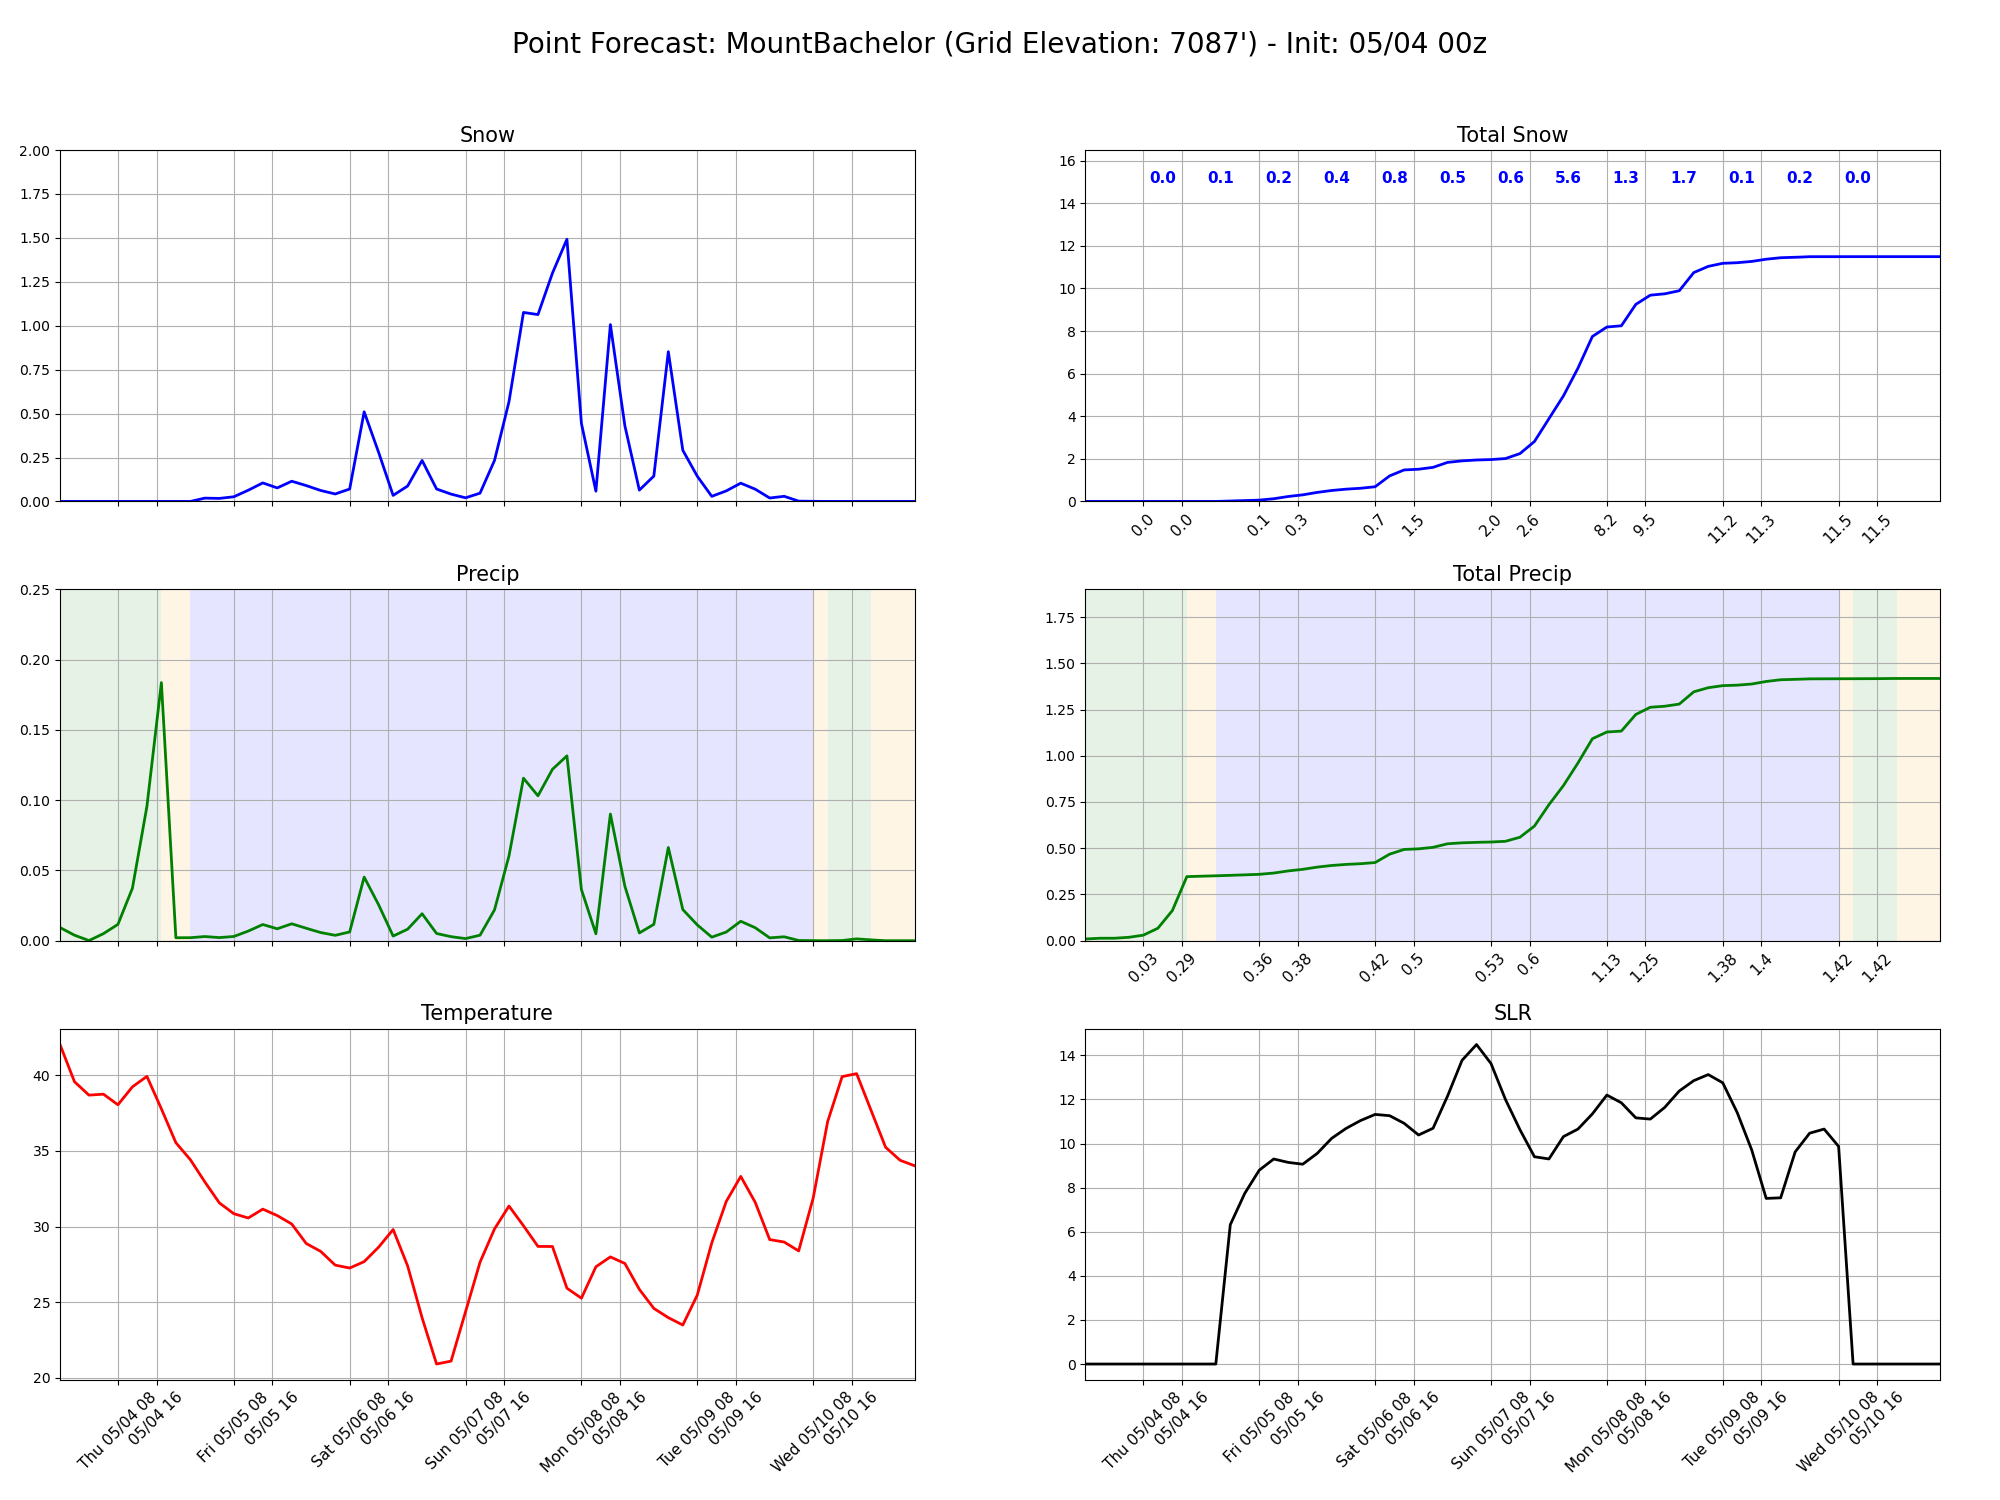 Point Forecast: MountBachelor (Grid Elevation: 7087') - Init: 05/04 00z
Snow
2.00
1.75
1.50
1.25
1.00
0.75
0.50
0.25
0.00
Total Snow
16
14
12
10
8
6
4
2
0
0.0 0.1 0.2 0.4 0.8 0.5 0.6 5.6 1.3 1.7 0.1 0.2 0.0
0.0 0.0 0.1 0.3 0.7 1.5 2.0 2.6 8.2 9.5 11.2 11.3 11.5 11.5
Precip
0.25
0.20
0.15
0.10
0.05
0.00
Total Precip
1.75
1.50
1.25
1.00
0.75
0.50
0.25
0.00
0.03 0.29 0.36 0.38 0.42 0.5 0.53 0.6 1.13 1.25 1.38 1.4 1.42 1.42
Temperature
40
35
30
25
20
Thu 05/04 08
05/04 16
Fri 05/05 08
05/05 16
Sat 05/06 08
05/06 16
Sun 05/07 08
05/07 16
Mon 05/08 08
05/08 16
Tue 05/09 08
05/09 16
Wed 05/10 08
05/10 16
SLR
14
12
10
8
6
4
2
0
Thu 05/04 08
05/04 16
Fri 05/05 08
05/05 16
Sat 05/06 08
05/06 16
Sun 05/07 08
05/07 16
Mon 05/08 08
05/08 16
Tue 05/09 08
05/09 16
Wed 05/10 08
05/10 16